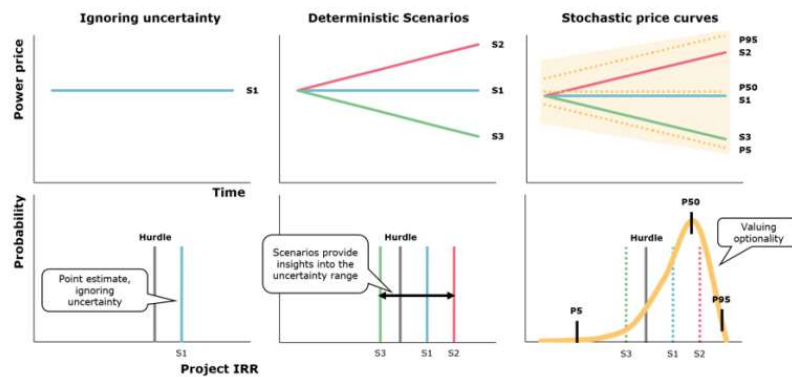 Ignoring uncertainty
Deterministic Scenarios
Stochastic price curves
Power price
S1
Time
S2
S1
S3
P95
S2
P50
S1
S3
P5
Probability
Hurdle
Point estimate,
ignoring
uncertainty
S1
Project IRR
Hurdle
Scenarios provide
insights into the
uncertainty range
S3
S1
S2
P50
Hurdle
Valuing
optionality
P5
P95
S3
S1
S2